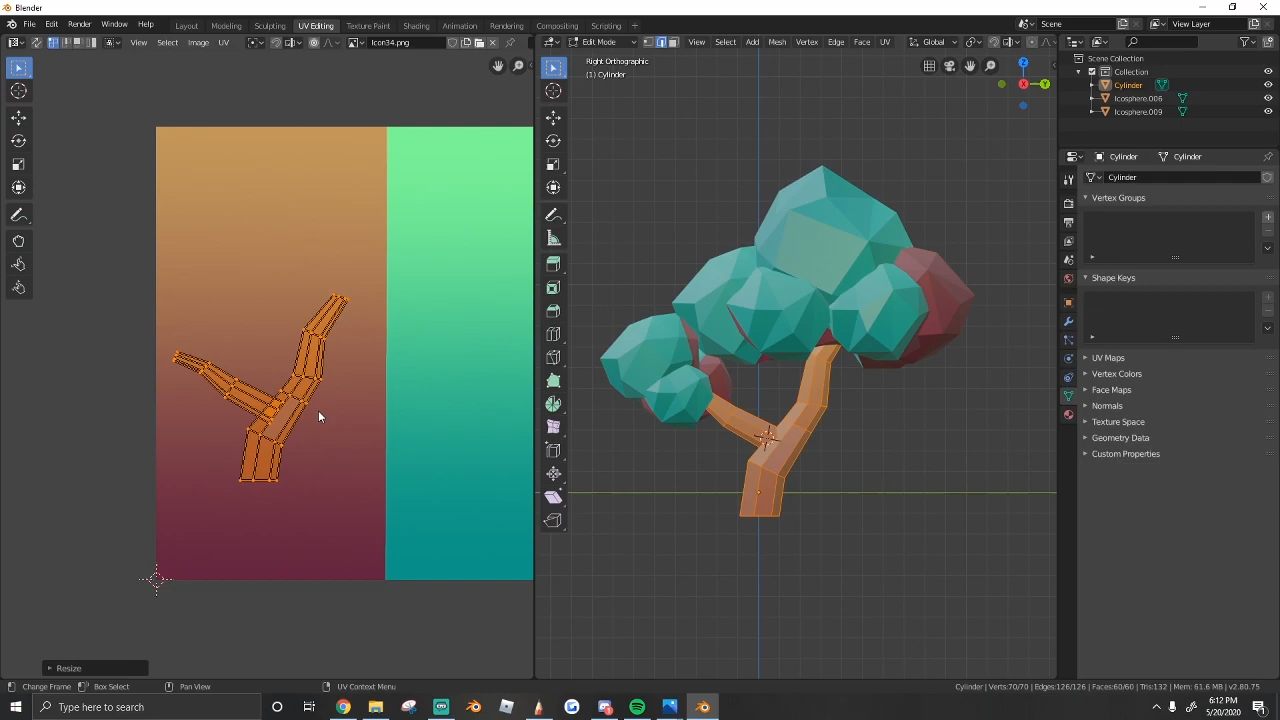 Blender
File Edit Render Window Help Layout Modeling Sculpting UV Editing Texture Paint Shading Animation Rendering Compositing Scripting + Scene View Layer
View Select Image UV Icon34.png
Edit Mode View Select Add Mesh Vertex Edge Face UV Global
Right Orthographic
(1) Cylinder
Z
X
Y
Scene Collection
Collection
Cylinder
Icosphere.006
Icosphere.009
Cylinder Cylinder
Cylinder
Vertex Groups
Shape Keys
UV Maps
Vertex Colors
Face Maps
Normals
Texture Space
Geometry Data
Custom Properties
Resize
Change Frame Box Select Pan View UV Context Menu Cylinder | Verts:70/70 | Edges:126/126 | Faces:60/60 | Tris:132 | Mem: 61.6 MB | v2.80.75
Type here to search
6:12 PM
5/20/2020